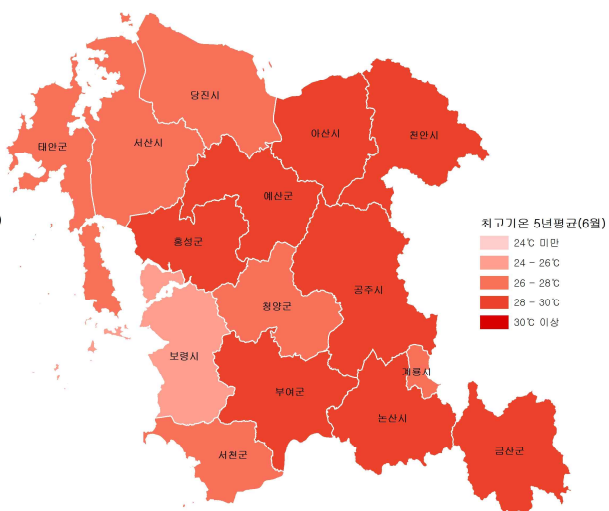 당진시
아산시
천안시
태안군
서산시
예산군
홍성군
공주시
청양군
보령시
계룡시
부여군
논산시
서천군
금산군
최고기온 5년평균(6월)
24℃ 미만
24 - 26℃
26 - 28℃
28 - 30℃
30℃ 이상